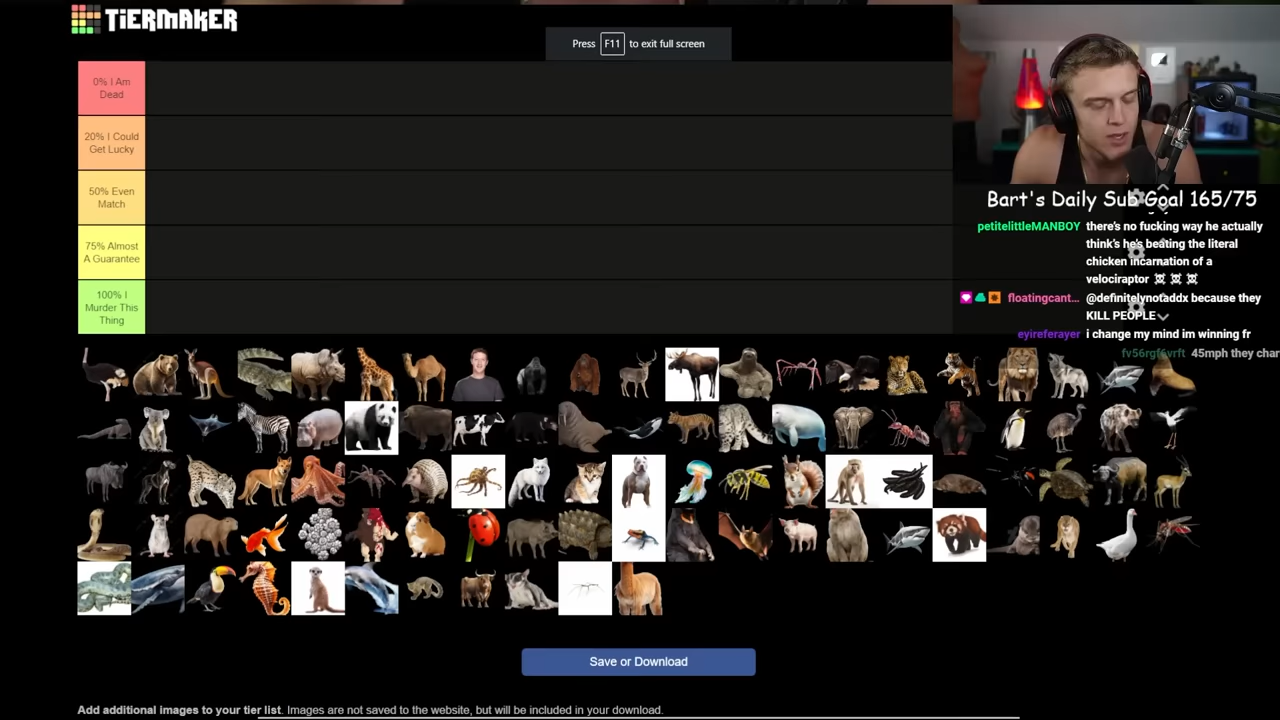 TiERMAKER
Press F11 to exit full screen
0% I Am
Dead
20% I Could
Get Lucky
50% Even
Match
75% Almost
A Guarantee
100% I
Murder This
Thing
Bart's Daily Sub Goal 165/75
petitelittleMANBOY there's no fucking way he actually
think's he's beating the literal
chicken incarnation of a
velociraptor ☠ ☠ ☠
floatingcant... @definitelynotaddx because they
KILL PEOPLE
eyireferayer i change my mind im winning fr
45mph they char
Save or Download
Add additional images to your tier list. Images are not saved to the website, but will be included in your download.